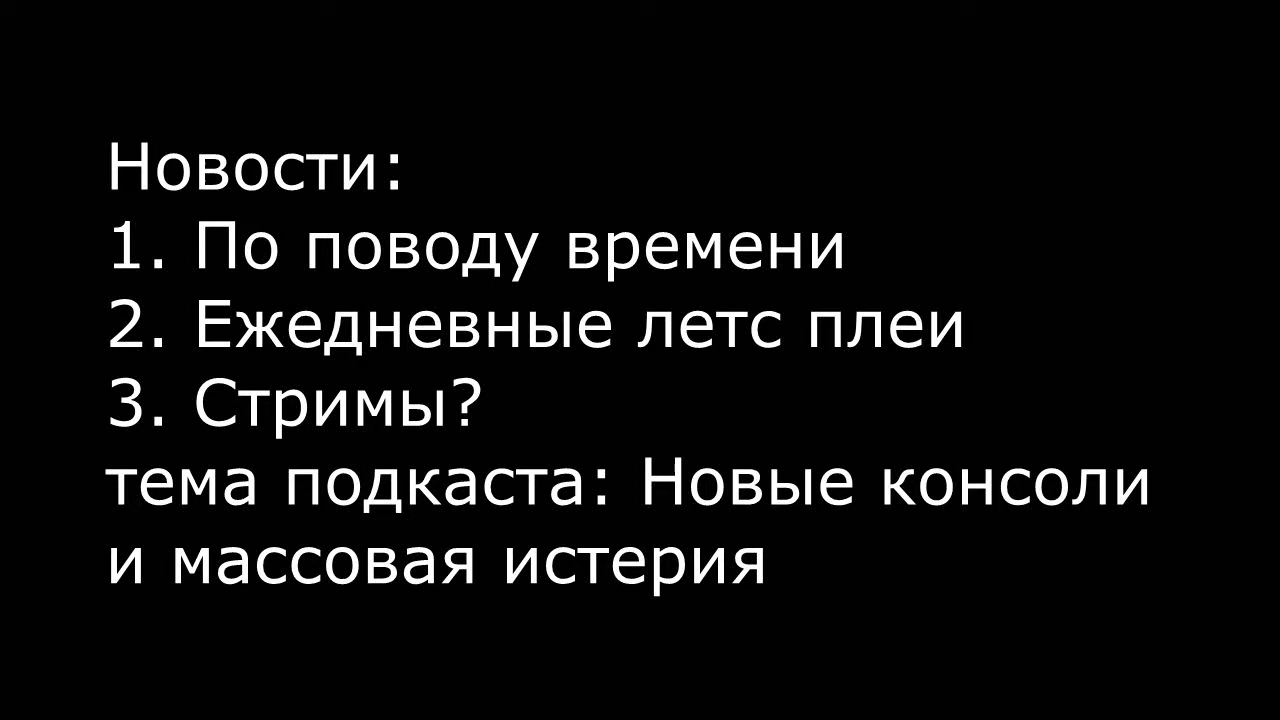 Новости:
1. По поводу времени
2. Ежедневные летс плеи
3. Стримы?
тема подкаста: Новые консоли
и массовая истерия